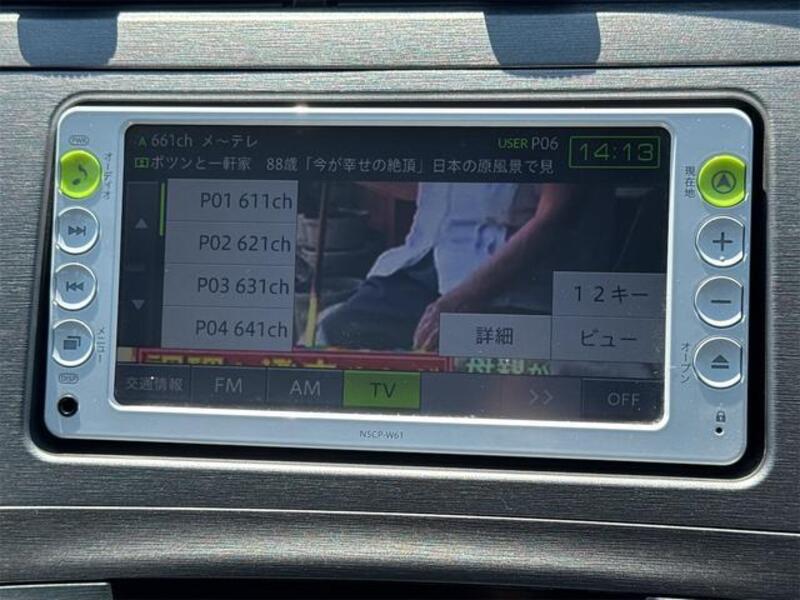 PWR
オーディオ
A 661ch メ〜テレ
USER P06
14:13
ポツンと一軒家 88歳「今が幸せの絶頂」日本の原風景で見
現在地
P01 611ch
P02 621ch
P03 631ch
P04 641ch
12キー
詳細
ビュー
メニュー
オープン
DISP
交通情報
FM
AM
TV
>>
OFF
NSCP-W61